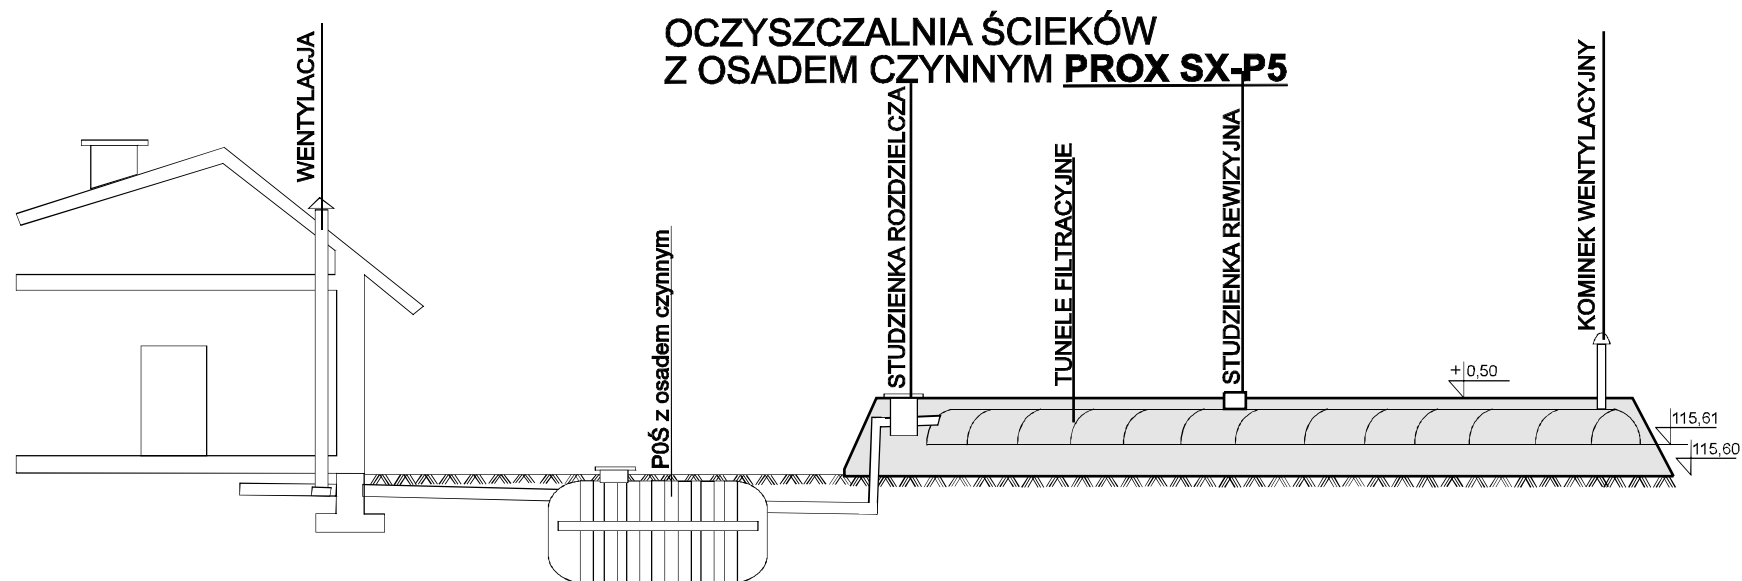 OCZYSZCZALNIA ŚCIEKÓW
Z OSADEM CZYNNYM PROX SX-P5
WENTYLACJA
P0Ś z osadem czynnym
STUDZIENKA ROZDZIELCZA
TUNELE FILTRACYJNE
STUDZIENKA REWIZYJNA
KOMINEK WENTYLACYJNY
+0,50
115,61
115,60